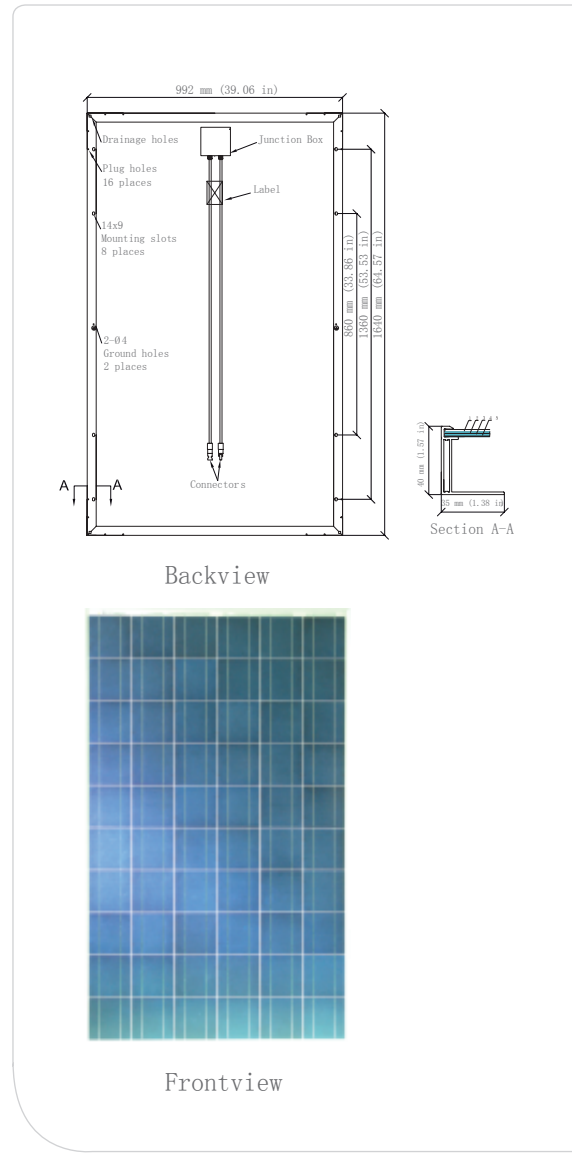 992 mm (39.06 in)
Drainage holes
Junction Box
Plug holes
16 places
Label
14x9
Mounting slots
8 places
860 mm (33.86 in)
1360 mm (53.53 in)
1640 mm (64.57 in)
2-Ø4
Ground holes
2 places
A
A
Connectors
40 mm (1.57 in)
35 mm (1.38 in)
Section A-A
Backview
Frontview